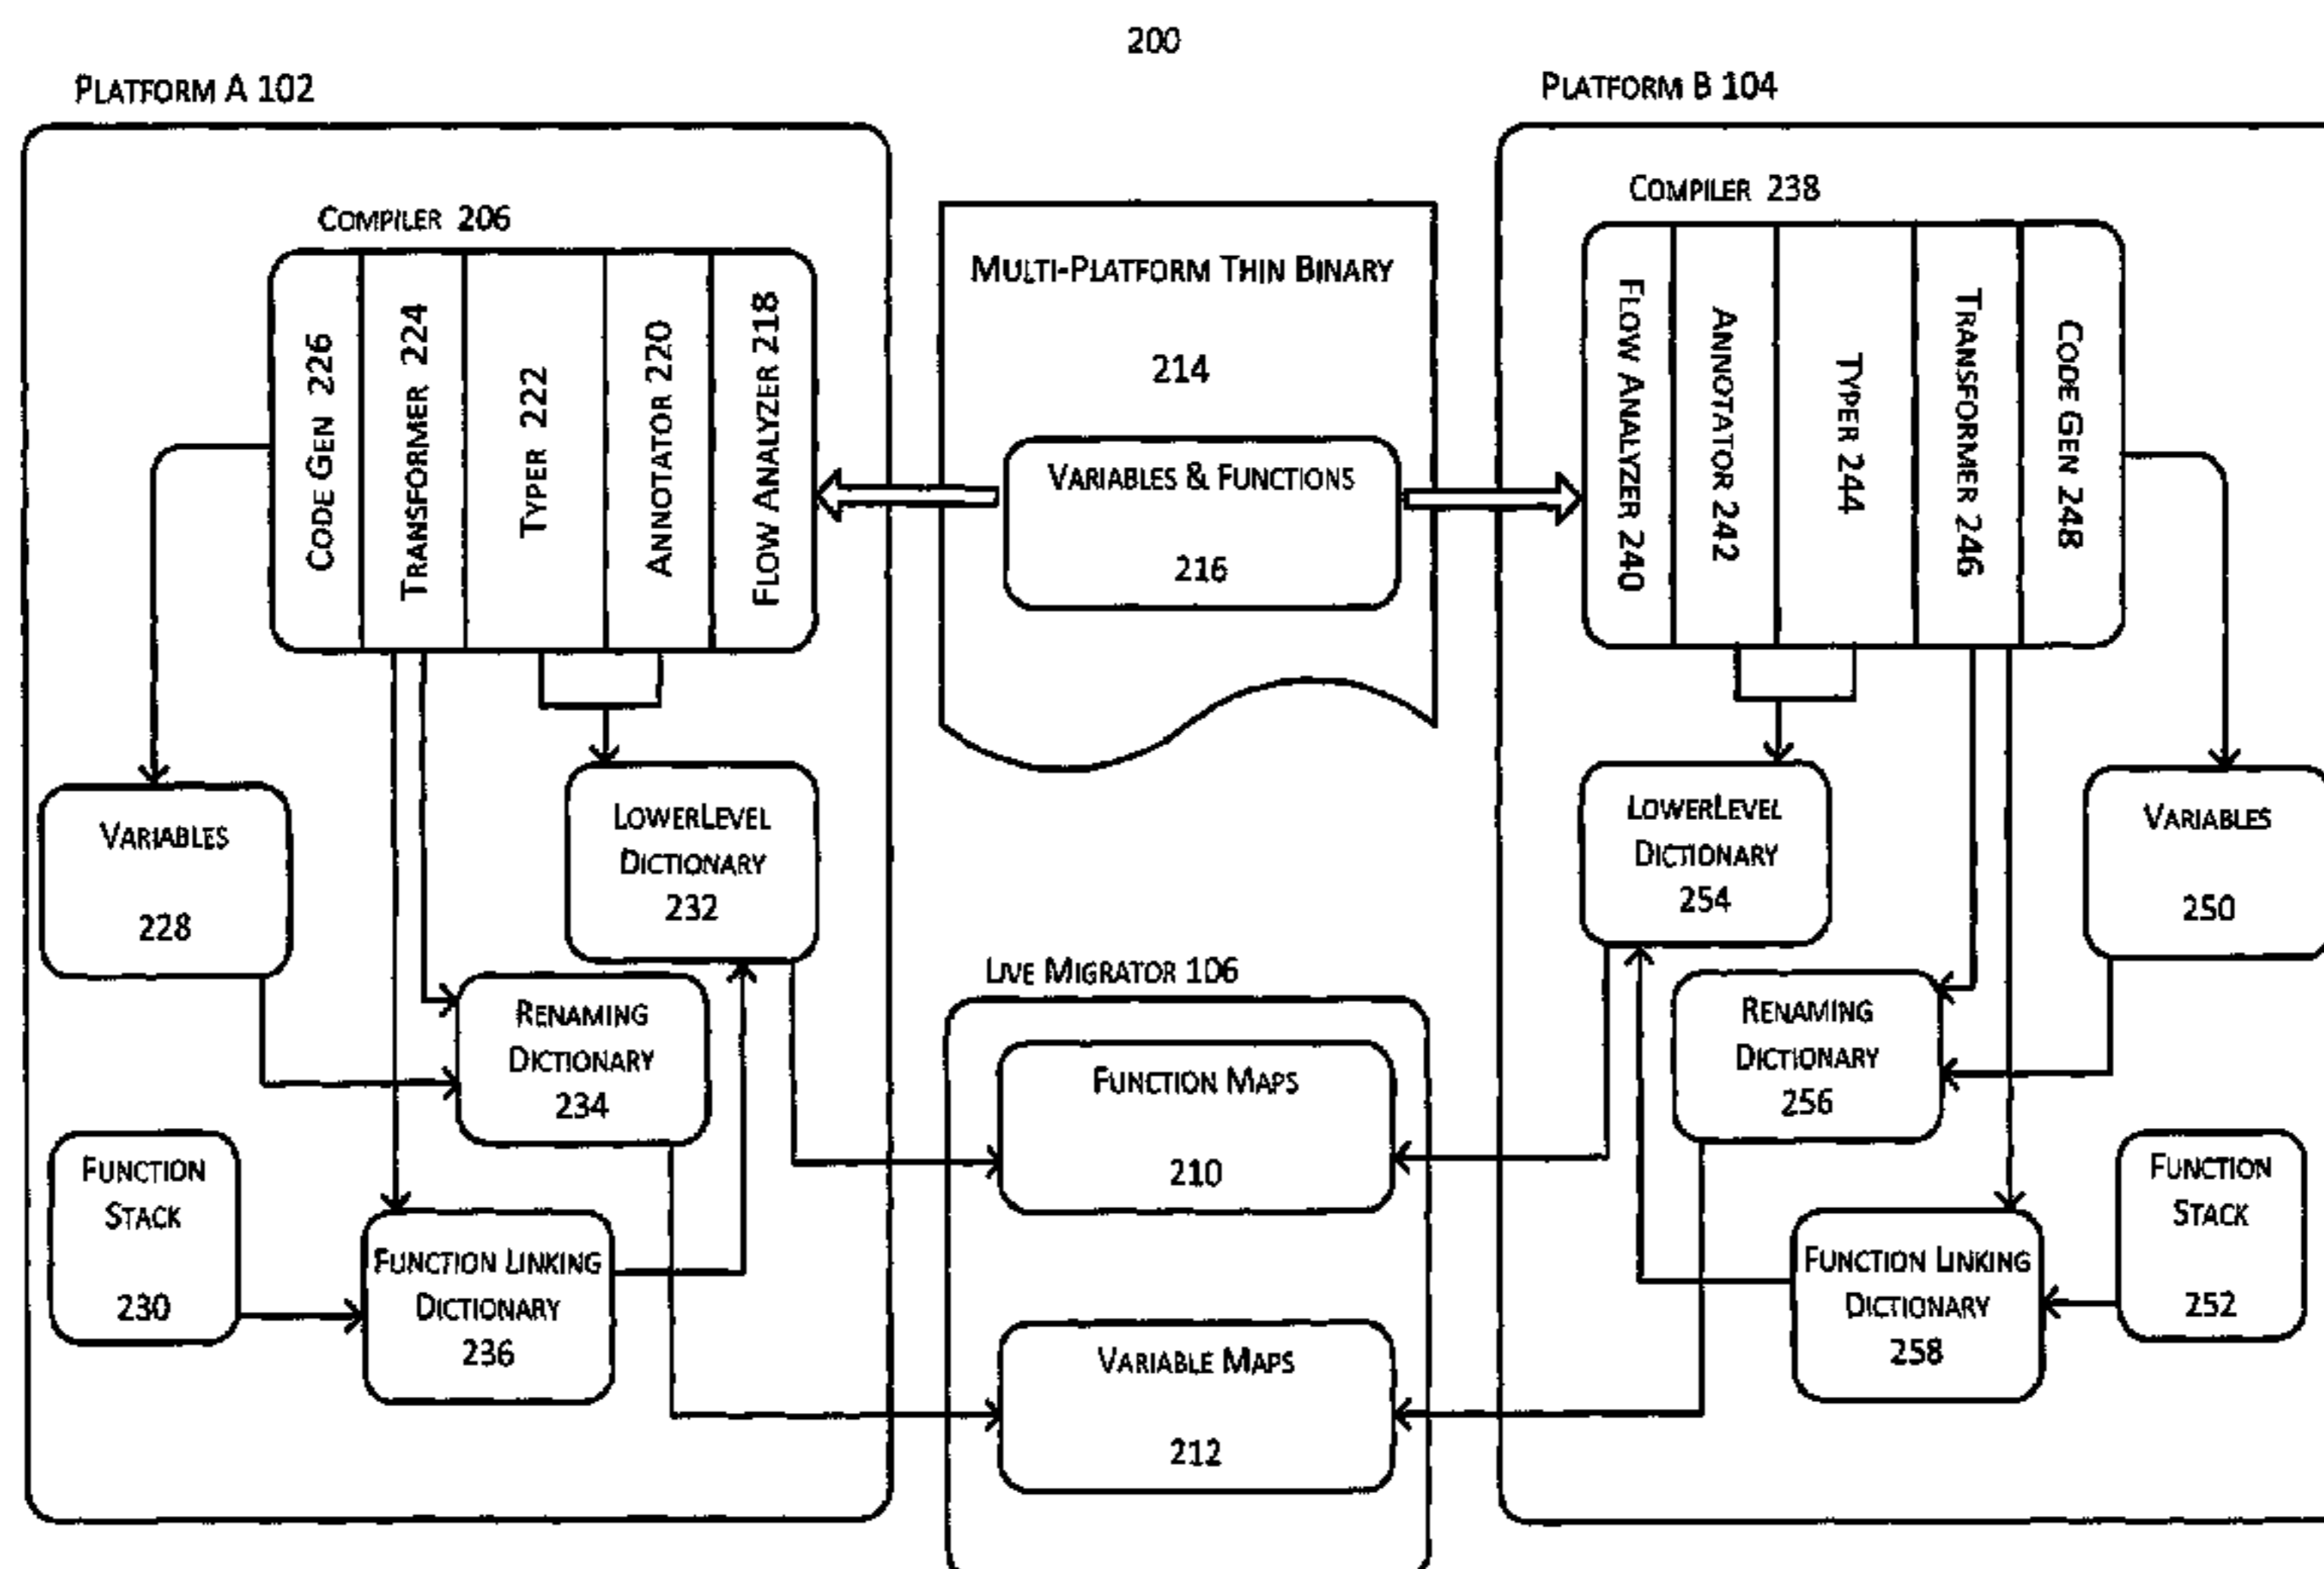 200
PLATFORM A 102
COMPILER 206
CODE GEN 226
TRANSFORMER 224
TYPER 222
ANNOTATOR 220
FLOW ANALYZER 218
VARIABLES
228
LOWERLEVEL
DICTIONARY
232
RENAMING
DICTIONARY
234
FUNCTION
STACK
230
FUNCTION LINKING
DICTIONARY
236
MULTI-PLATFORM THIN BINARY
214
VARIABLES & FUNCTIONS
216
LIVE MIGRATOR 106
FUNCTION MAPS
210
VARIABLE MAPS
212
PLATFORM B 104
COMPILER 238
FLOW ANALYZER 240
ANNOTATOR 242
TYPER 244
TRANSFORMER 246
CODE GEN 248
LOWERLEVEL
DICTIONARY
254
VARIABLES
250
RENAMING
DICTIONARY
256
FUNCTION
STACK
252
FUNCTION LINKING
DICTIONARY
258